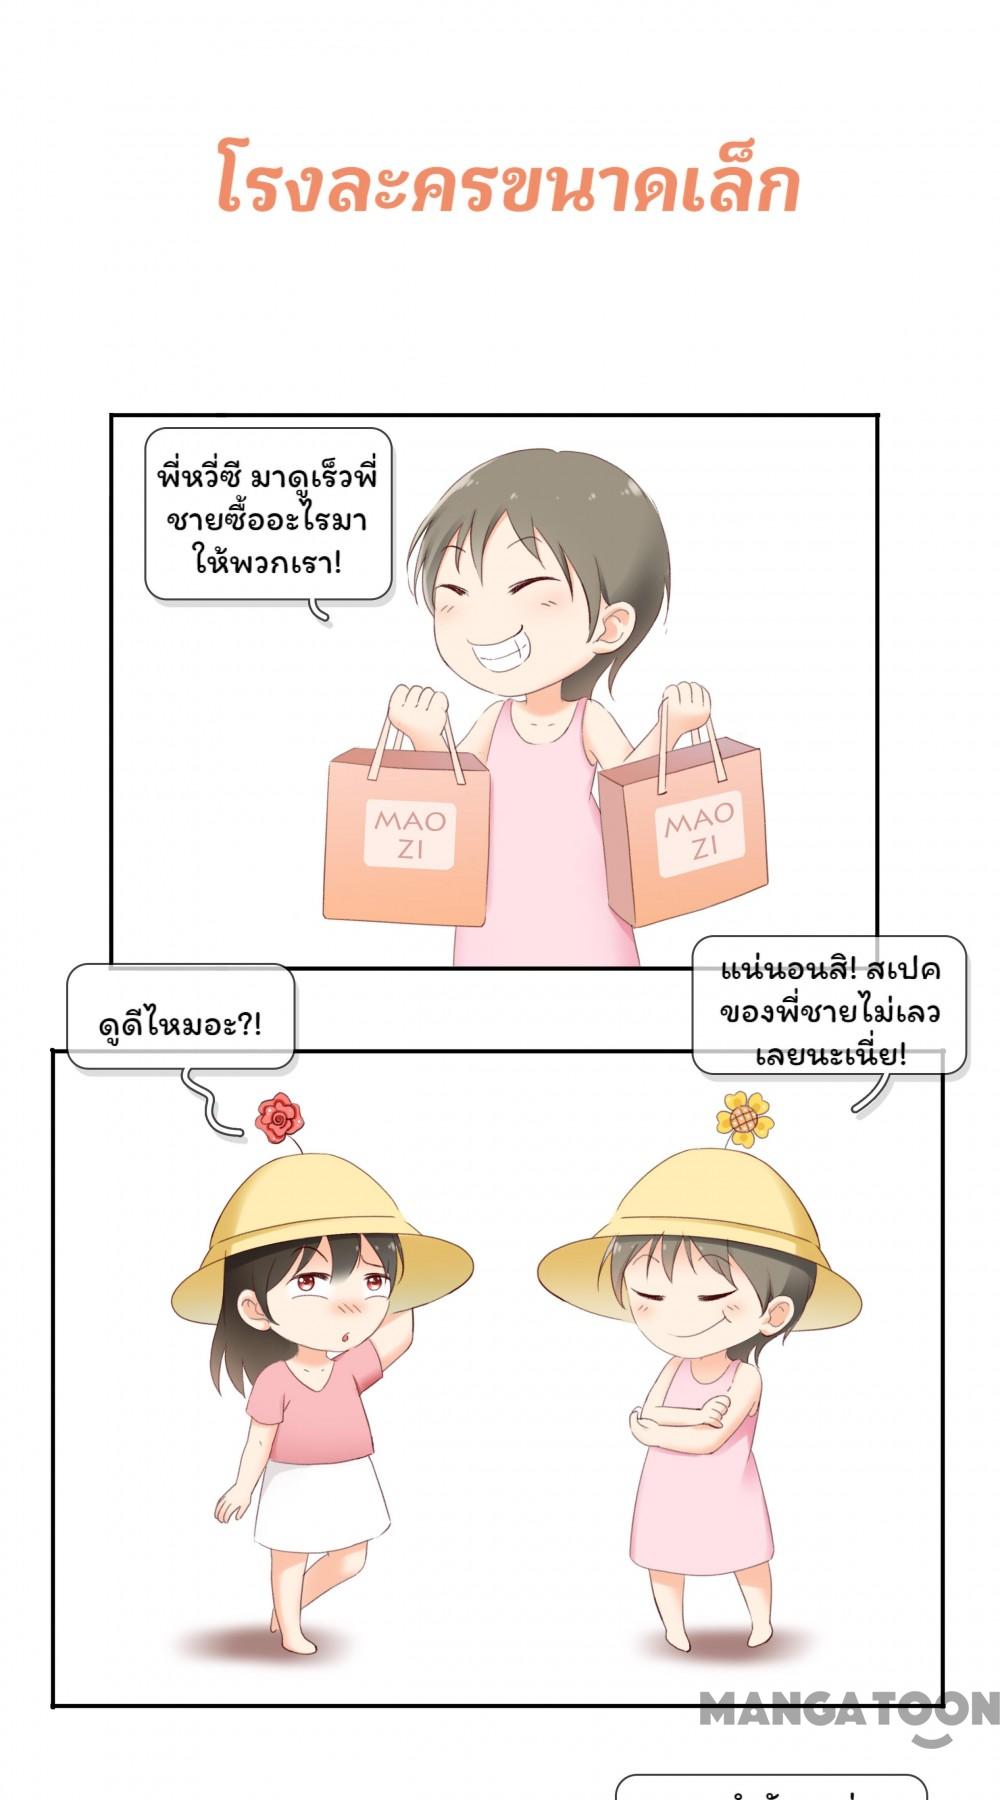 โรงละครขนาดเล็ก
พี่หวี่ซี มาดูเร็วพี่
ชายซื้ออะไรมา
ให้พวกเรา!
MAO
ZI
MAO
ZI
แน่นอนสิ! สเปค
ของพี่ชายไม่เลว
เลยนะเนี่ย!
ดูดีไหมอะ?!
MANGATOON